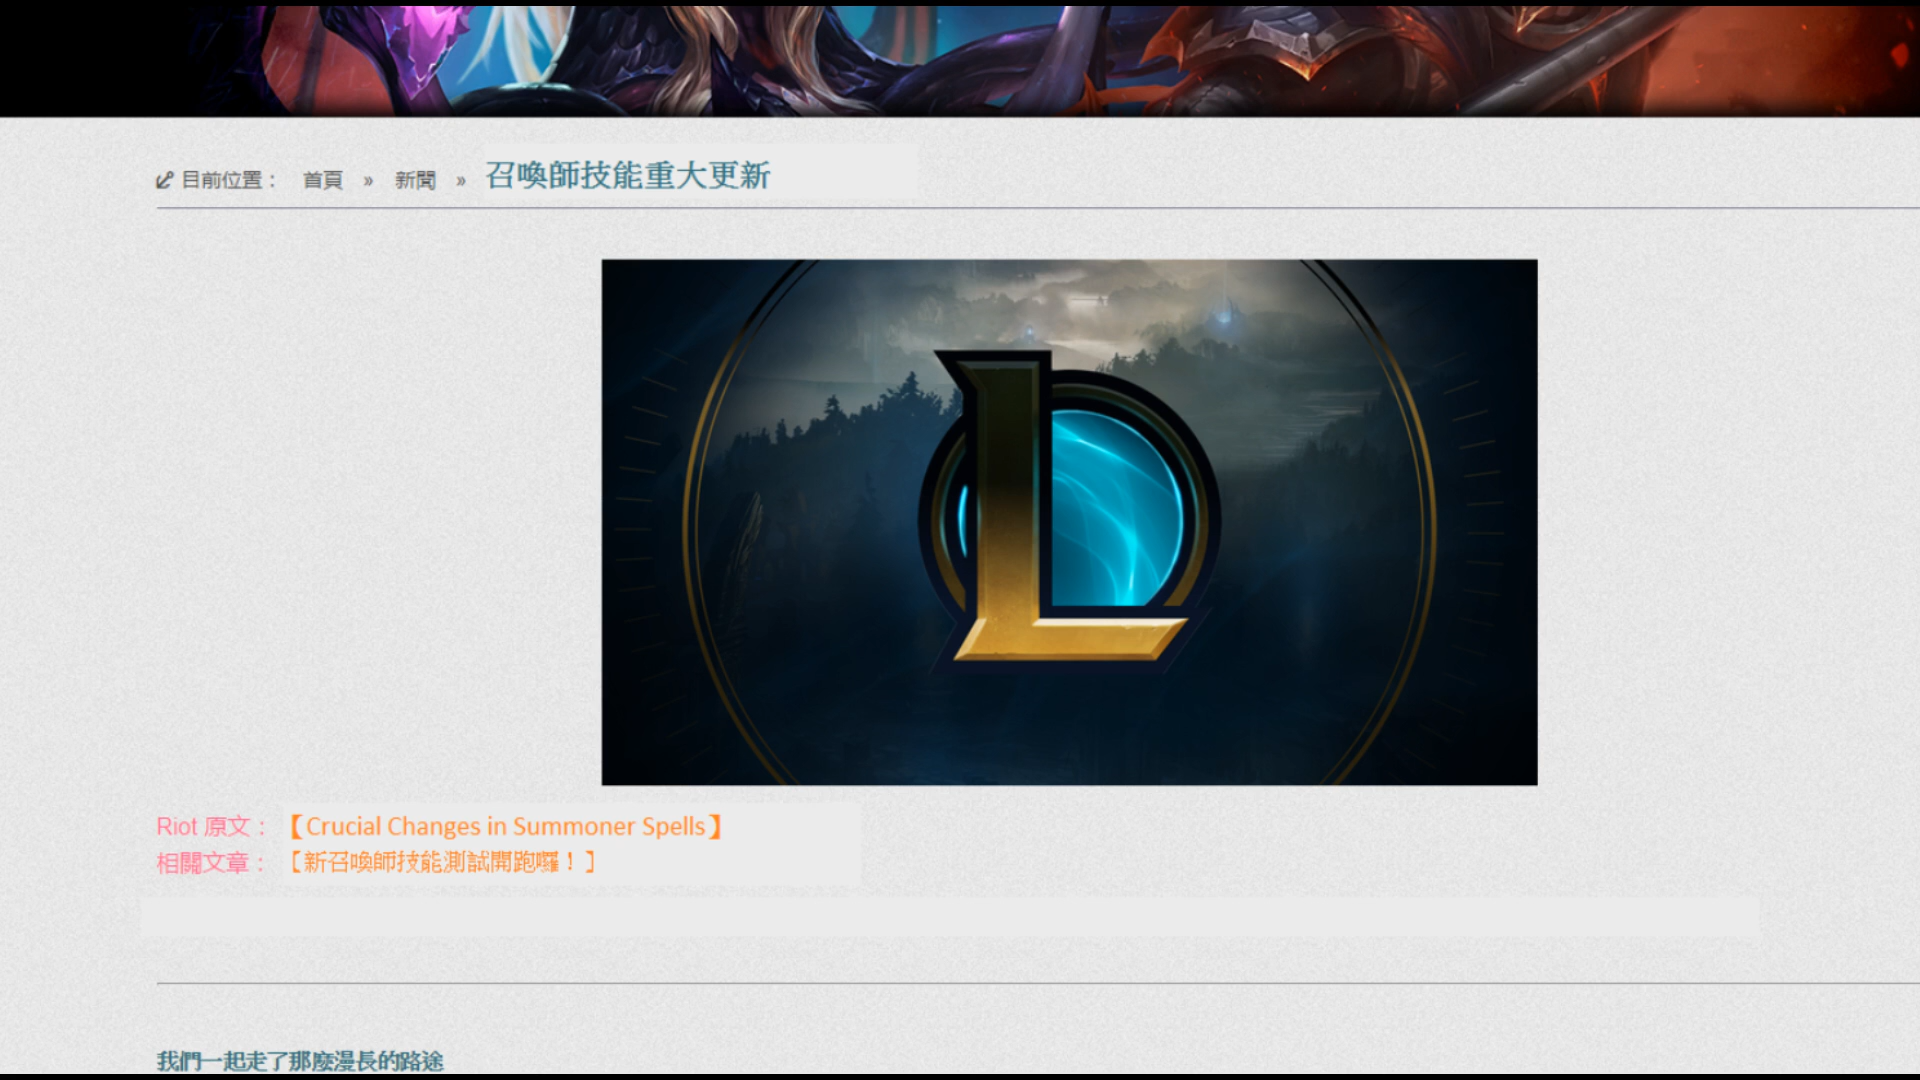 目前位置： 首頁 » 新聞 » 召喚師技能重大更新
Riot 原文： 【Crucial Changes in Summoner Spells】
相關文章： 【新召喚師技能測試開跑囉！】
我們一起走了那麼漫長的路途